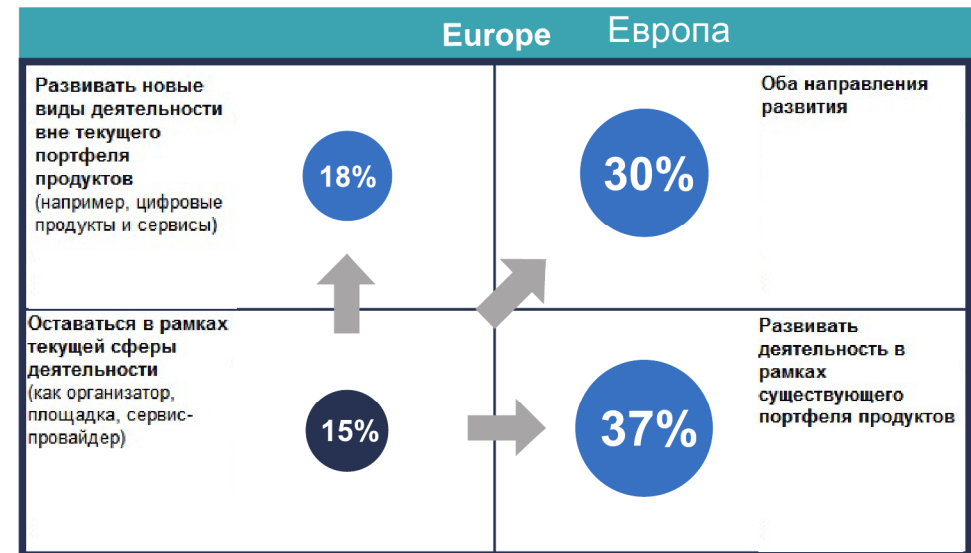 Europe Европа
Развивать новые
виды деятельности
вне текущего
портфеля
продуктов
(например, цифровые
продукты и сервисы)
18%
30%
Оба направления
развития
Оставаться в рамках
текущей сферы
деятельности
(как организатор,
площадка, сервис-
провайдер)
15%
37%
Развивать
деятельность в
рамках
существующего
портфеля продуктов